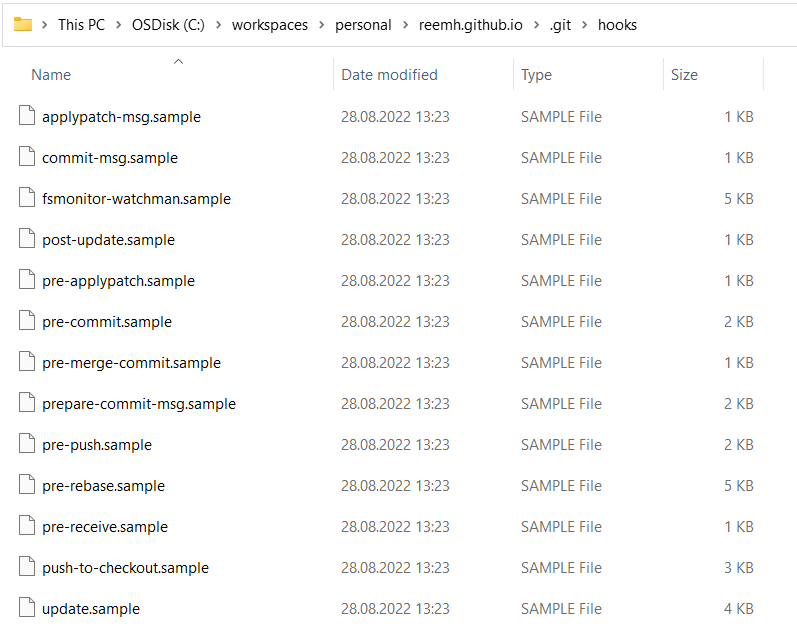 This PC > OSDisk (C:) > workspaces > personal > reemh.github.io > .git > hooks
Name Date modified Type Size
applypatch-msg.sample 28.08.2022 13:23 SAMPLE File 1 KB
commit-msg.sample 28.08.2022 13:23 SAMPLE File 1 KB
fsmonitor-watchman.sample 28.08.2022 13:23 SAMPLE File 5 KB
post-update.sample 28.08.2022 13:23 SAMPLE File 1 KB
pre-applypatch.sample 28.08.2022 13:23 SAMPLE File 1 KB
pre-commit.sample 28.08.2022 13:23 SAMPLE File 2 KB
pre-merge-commit.sample 28.08.2022 13:23 SAMPLE File 1 KB
prepare-commit-msg.sample 28.08.2022 13:23 SAMPLE File 2 KB
pre-push.sample 28.08.2022 13:23 SAMPLE File 2 KB
pre-rebase.sample 28.08.2022 13:23 SAMPLE File 5 KB
pre-receive.sample 28.08.2022 13:23 SAMPLE File 1 KB
push-to-checkout.sample 28.08.2022 13:23 SAMPLE File 3 KB
update.sample 28.08.2022 13:23 SAMPLE File 4 KB